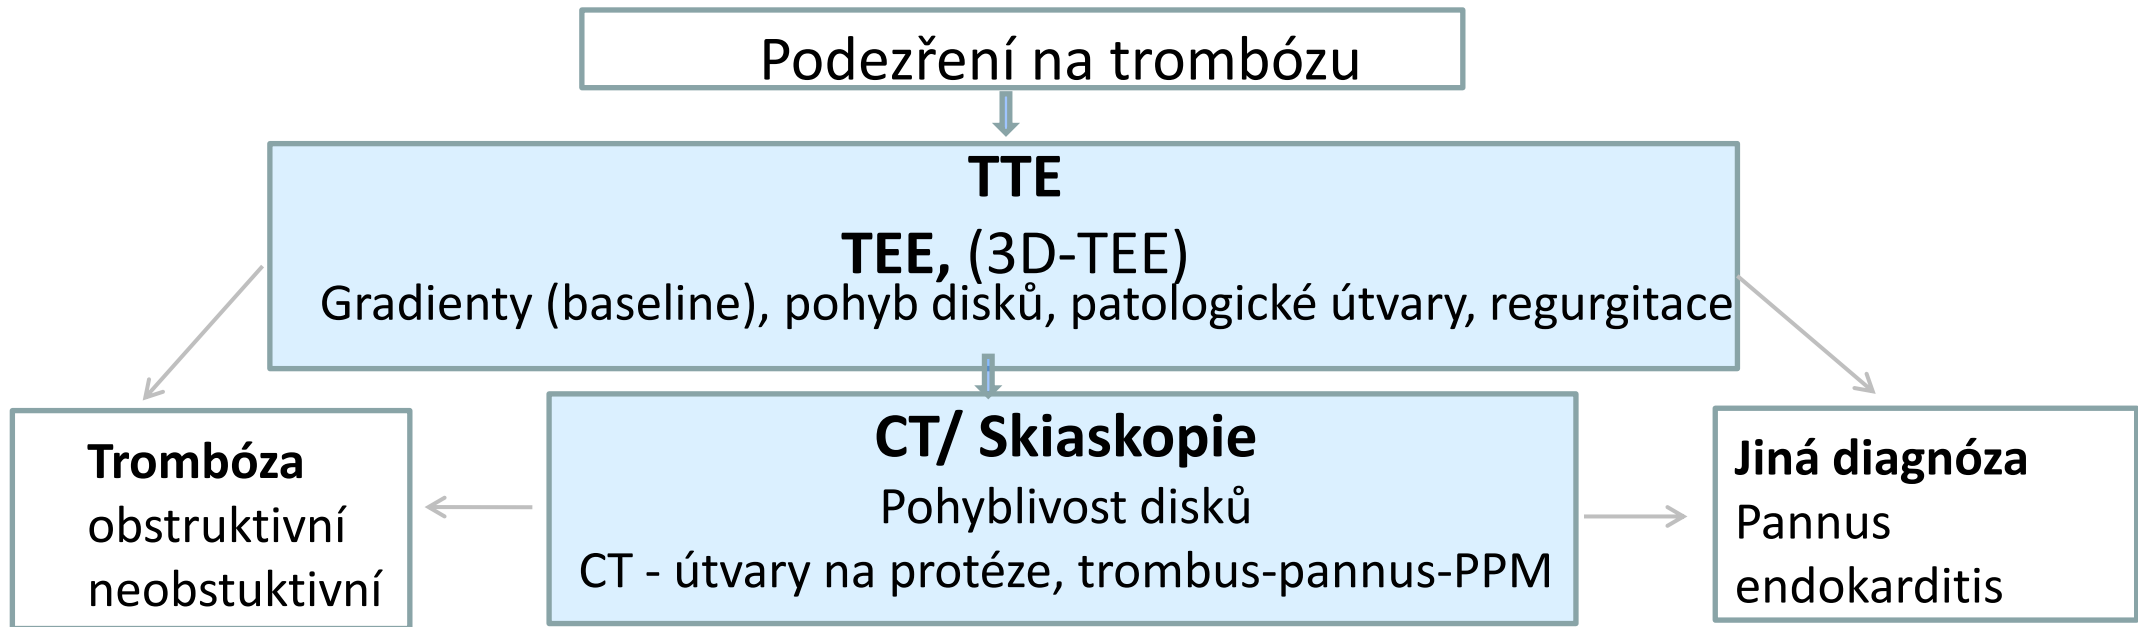 Podezření na trombózu
TTE
TEE, (3D-TEE)
Gradienty (baseline), pohyb disků, patologické útvary, regurgitace
Trombóza
obstruktivní
neobstuktivní
CT/ Skiaskopie
Pohyblivost disků
CT - útvary na protéze, trombus-pannus-PPM
Jiná diagnóza
Pannus
endokarditis